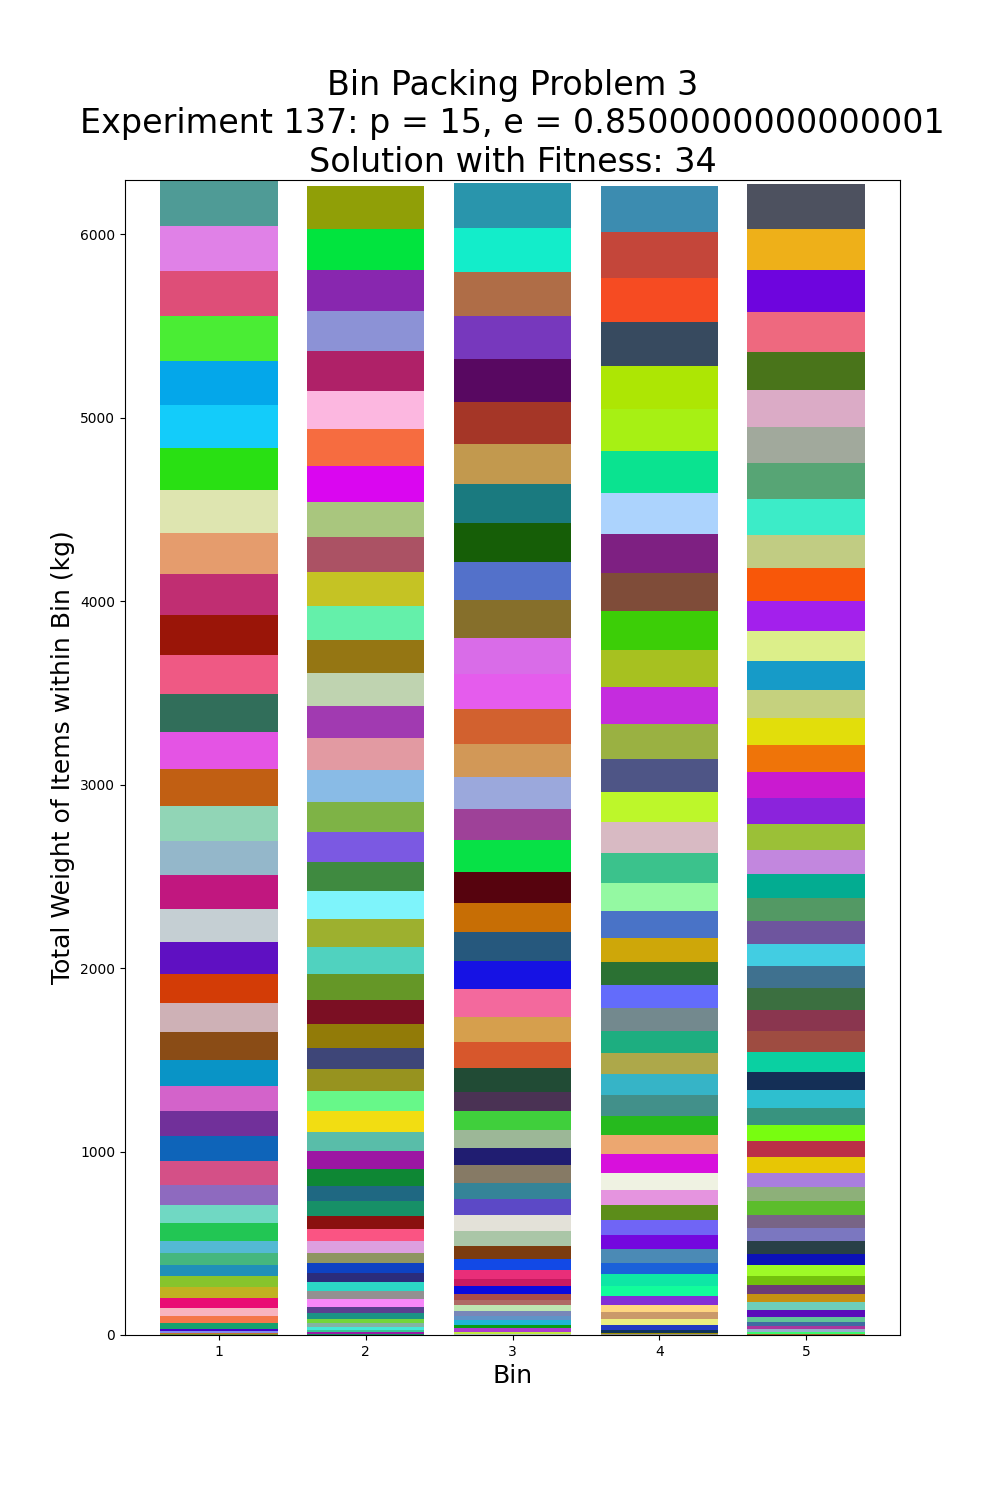 Bin Packing Problem 3
Experiment 137: p = 15, e = 0.8500000000000001
Solution with Fitness: 34
Total Weight of Items within Bin (kg)
6000
5000
4000
3000
2000
1000
0
1 2 3 4 5
Bin